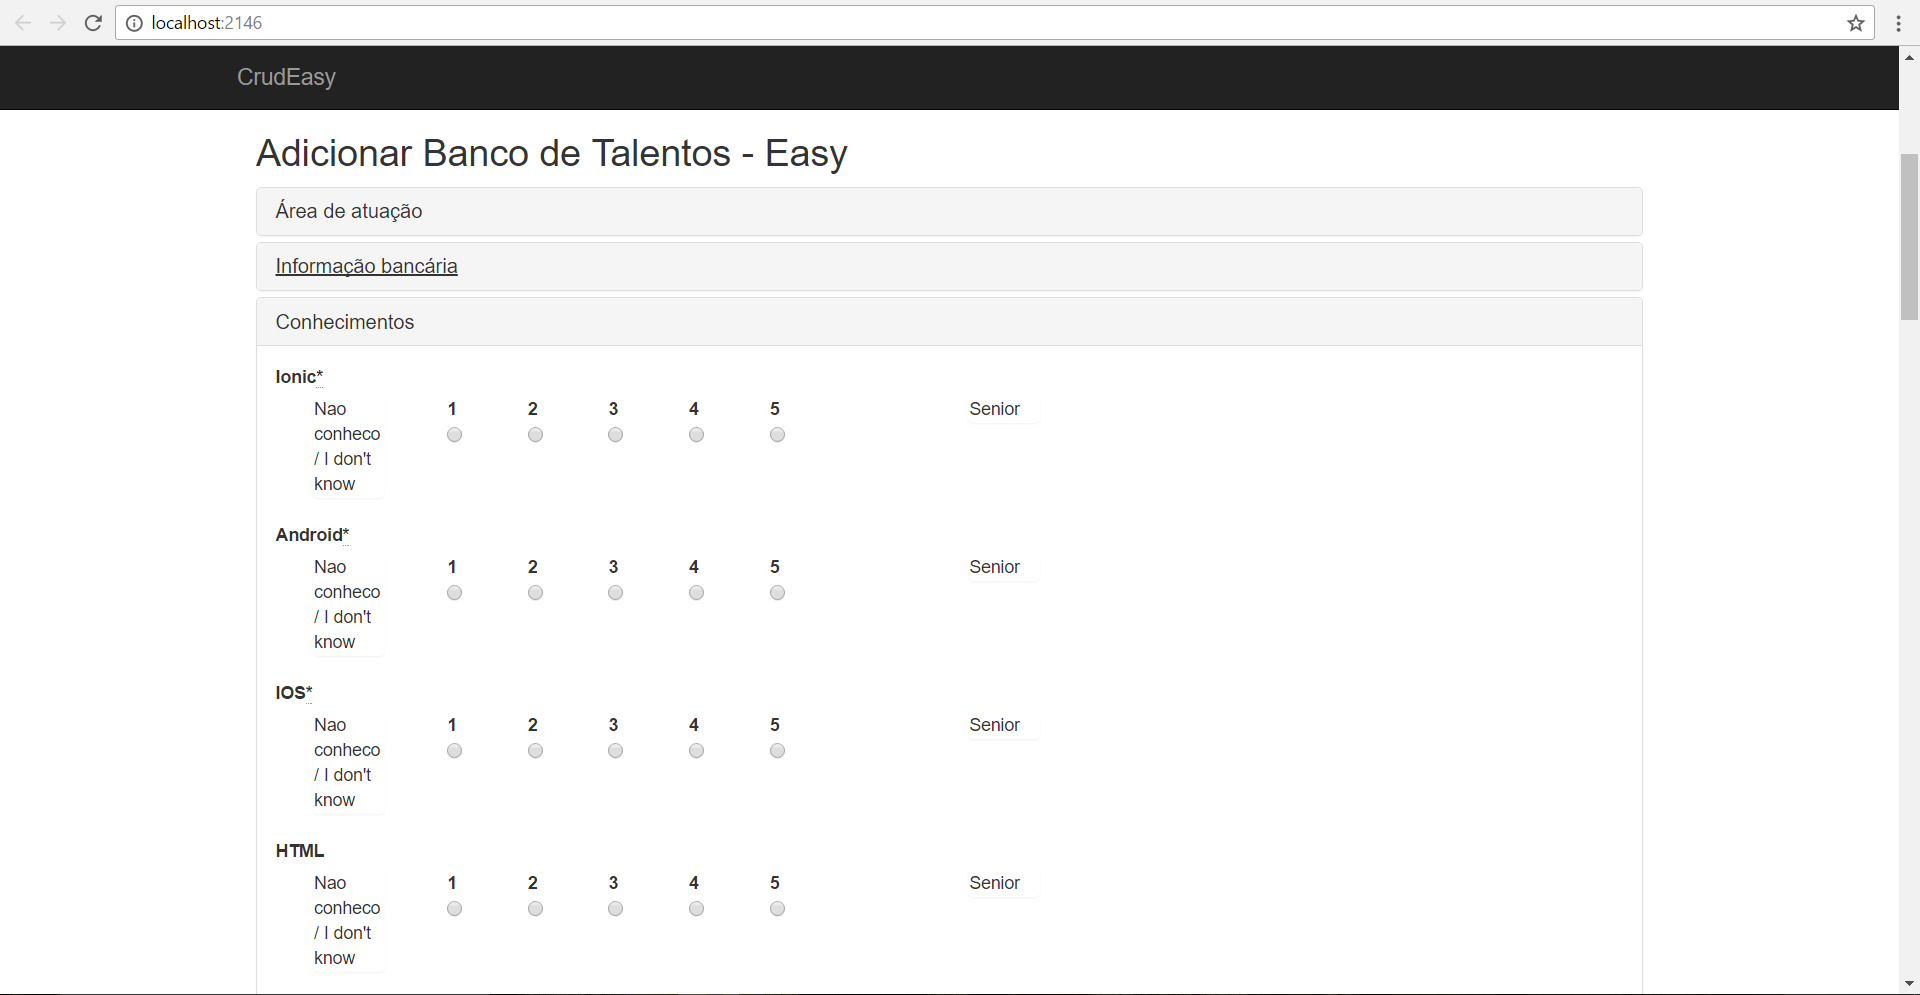 localhost:2146
CrudEasy
Adicionar Banco de Talentos - Easy
Área de atuação
Informação bancária
Conhecimentos
Ionic*
Nao conheco / I don't know
1 2 3 4 5
Senior
Android*
Nao conheco / I don't know
1 2 3 4 5
Senior
IOS*
Nao conheco / I don't know
1 2 3 4 5
Senior
HTML
Nao conheco / I don't know
1 2 3 4 5
Senior